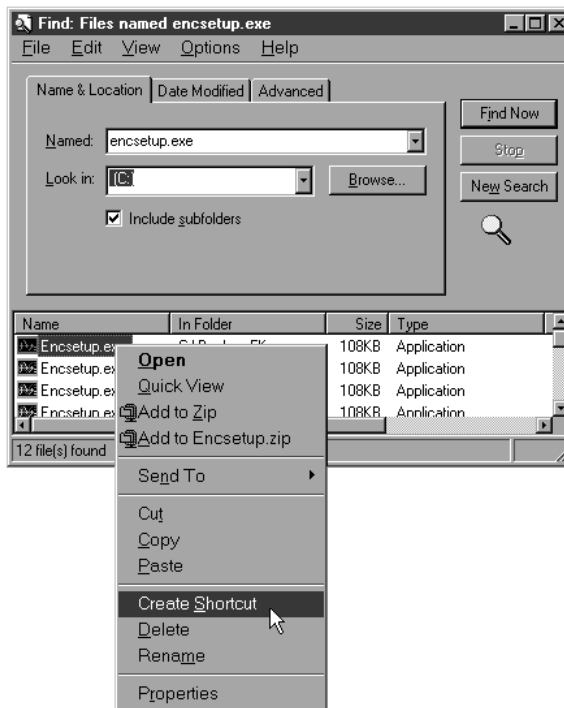 Find: Files named encsetup.exe
File Edit View Options Help
Name & Location Date Modified Advanced
Find Now
Named: encsetup.exe
Stop
Look in: (C:) Browse...
New Search
Include subfolders
Name In Folder Size Type
Encsetup.exe 108KB Application
Encsetup.ex 108KB Application
Encsetup.ex 108KB Application
Encsetup.ex 108KB Application
12 file(s) found
Open
Quick View
Add to Zip
Add to Encsetup.zip
Send To
Cut
Copy
Paste
Create Shortcut
Delete
Rename
Properties